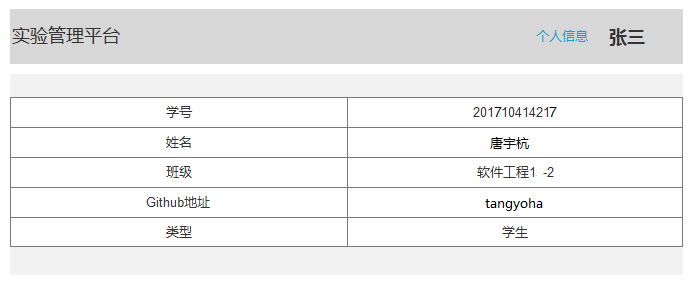 实验管理平台 个人信息 张三
学号 201710414217
姓名 唐宇杭
班级 软件工程1 -2
Github地址 tangyoha
类型 学生